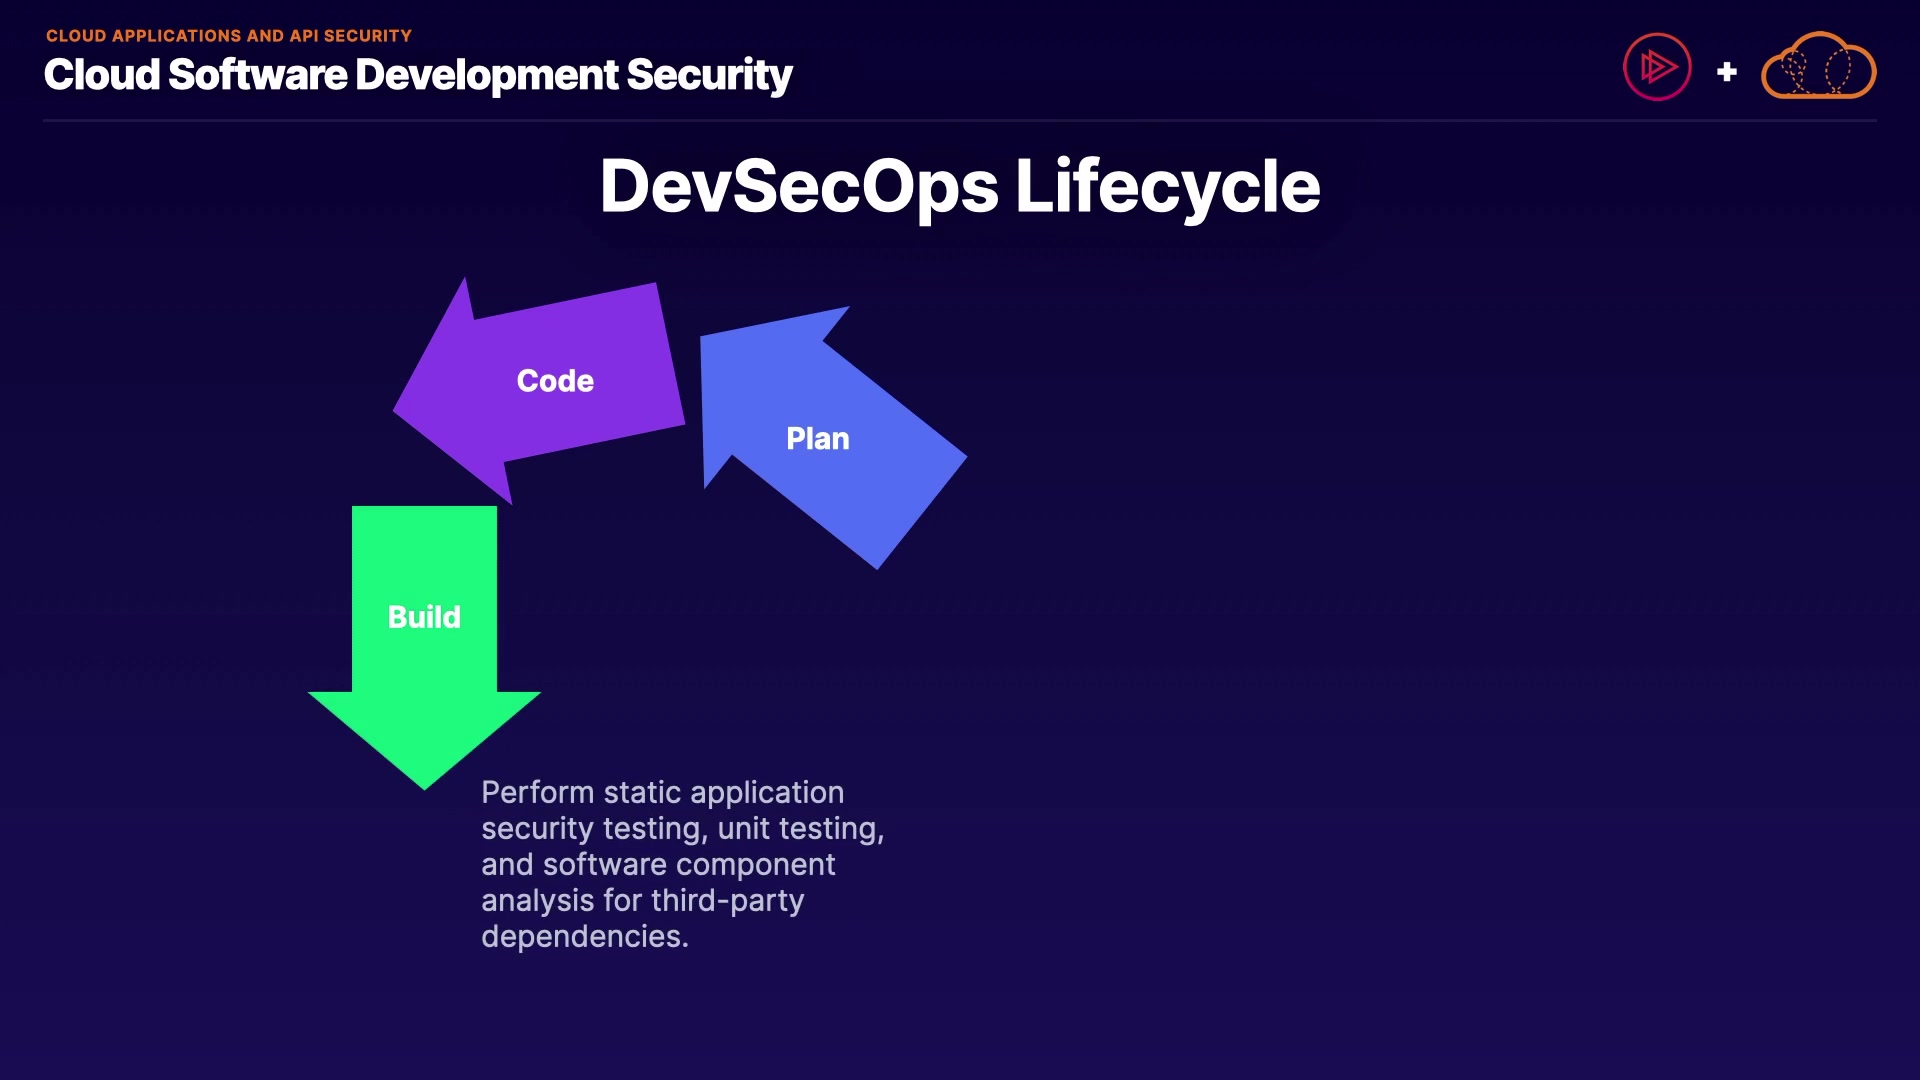 CLOUD APPLICATIONS AND API SECURITY
Cloud Software Development Security
DevSecOps Lifecycle
Code
Plan
Build
Perform static application
security testing, unit testing,
and software component
analysis for third-party
dependencies.